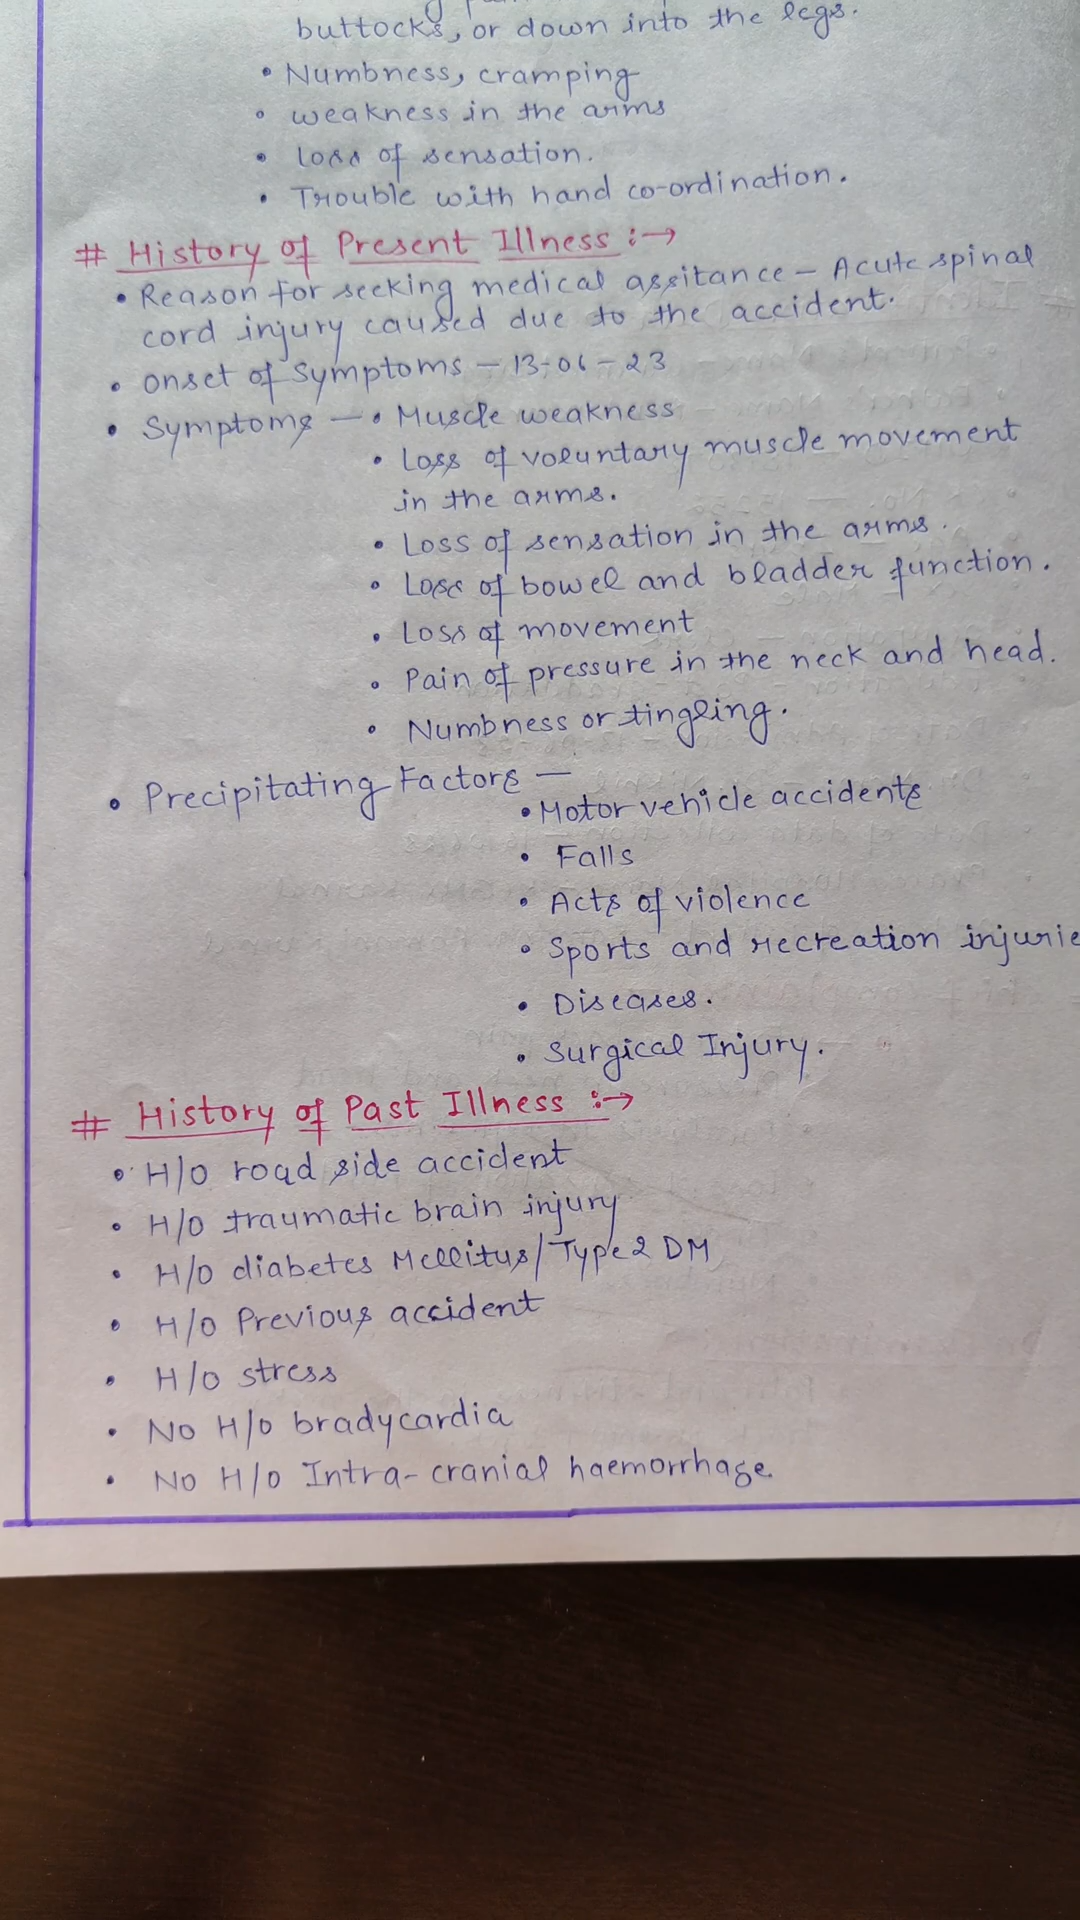 buttocks, or down into the legs.
• Numbness, cramping
• weakness in the arms
• loss of sensation.
• Trouble with hand co-ordination.
# History of Present Illness :→
• Reason for seeking medical assitance - Acute spinal
cord injury caused due to the accident.
• onset of symptoms - 13-06-23
• Symptoms - • Muscle weakness
• Loss of voluntary muscle movement
in the arms.
• Loss of sensation in the arms.
• Loss of bowel and bladder function.
• Loss of movement
• Pain of pressure in the neck and head.
• Numbness or tingling.
• Precipitating Factors -
• Motor vehicle accidents
• Falls
• Acts of violence
• Sports and recreation injurie
• Diseases.
• Surgical Injury.
# History of Past Illness :→
• H/O road side accident
• H/O traumatic brain injury
• H/O diabetes Mellitus/Type 2 DM
• H/O Previous accident
• H/O stress
• No H/O bradycardia
• No H/O Intra-cranial haemorrhage